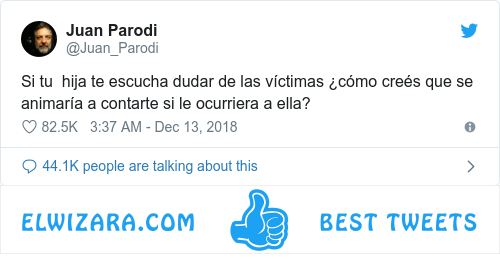 Juan Parodi
@Juan_Parodi
Si tu hija te escucha dudar de las víctimas ¿cómo creés que se
animaría a contarte si le ocurriera a ella?
82.5K 3:37 AM - Dec 13, 2018
44.1K people are talking about this
ELWIZARA.COM BEST TWEETS